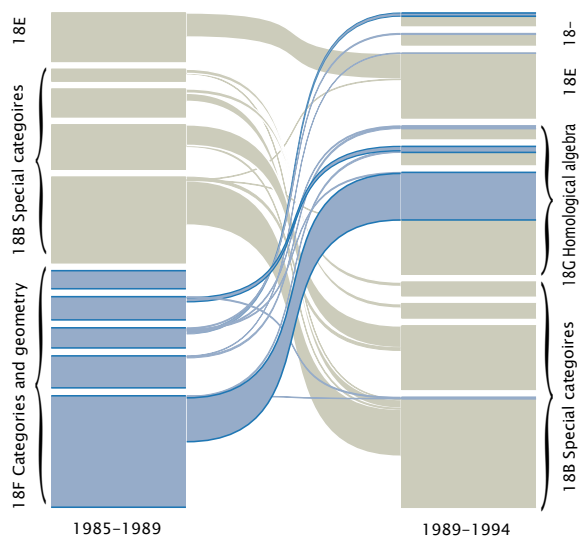 18E
18B Special categoires
18F Categories and geometry
1985–1989
18–
18E
18G Homological algebra
18B Special categoires
1989–1994